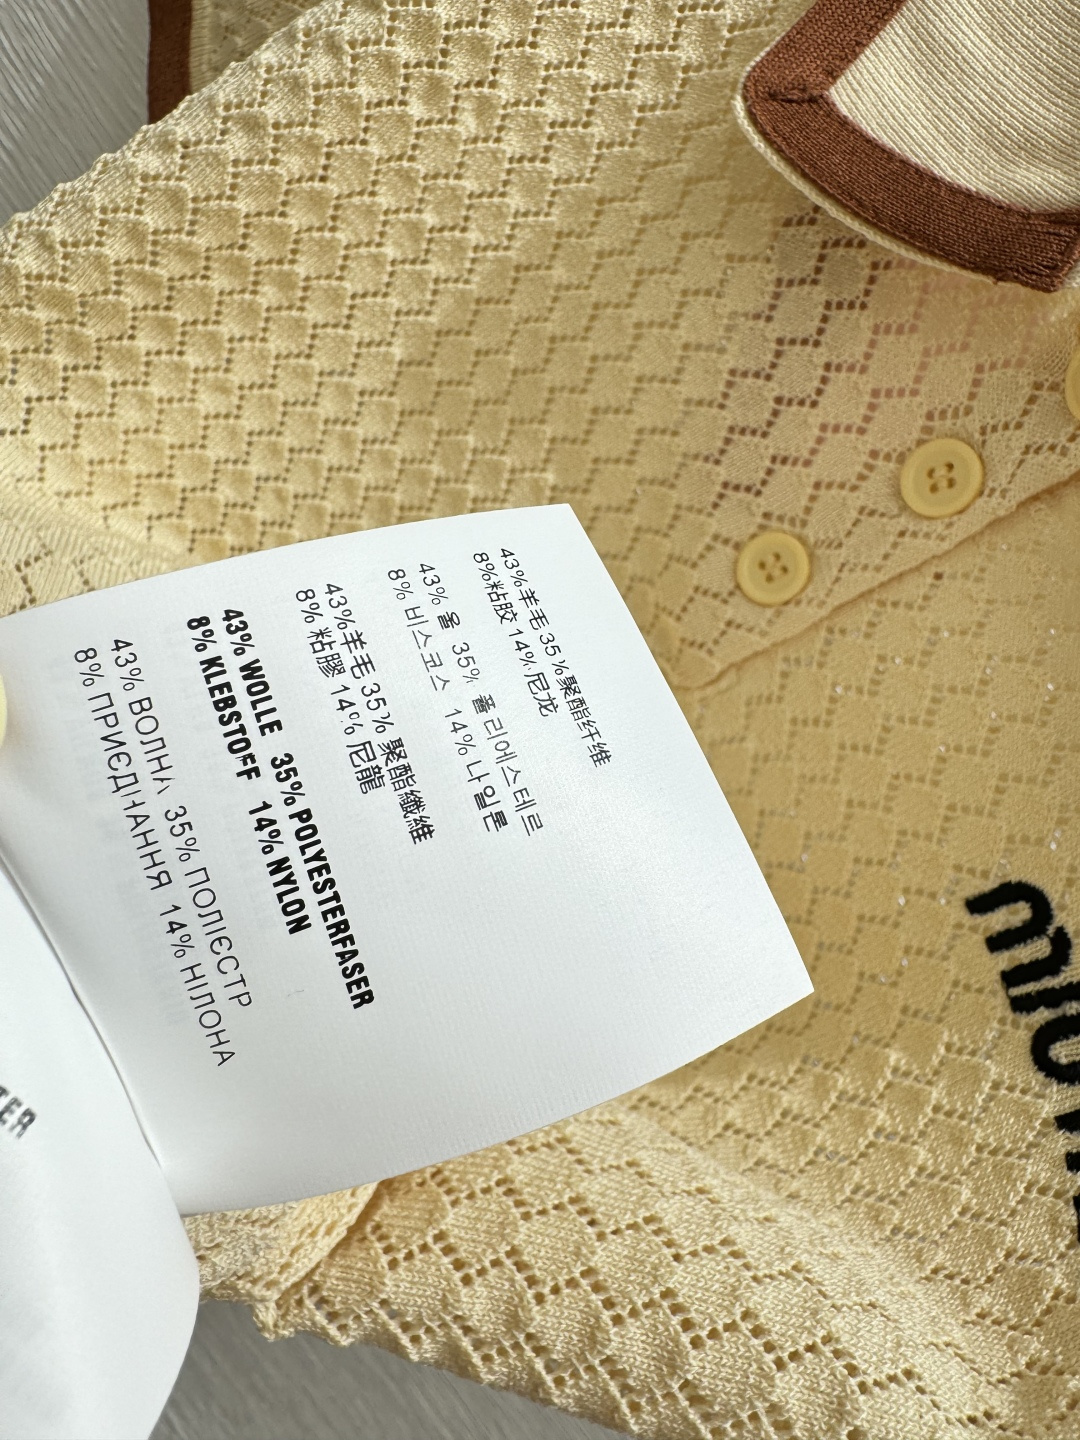 43%羊毛 35%聚酯纤维
8%粘胶 14%尼龙
43% 울 35% 폴리에스테르
8% 비스코스 14% 나일론
43%羊毛 35%聚酯纖維
8%粘膠 14%尼龍
43% WOLLE 35% POLYESTERFASER
8% KLEBSTOFF 14% NYLON
43% ВОЛНА 35% ПОЛІЄСТР
8% ПРИЄДНАННЯ 14% НІЛОНА
miu
TER